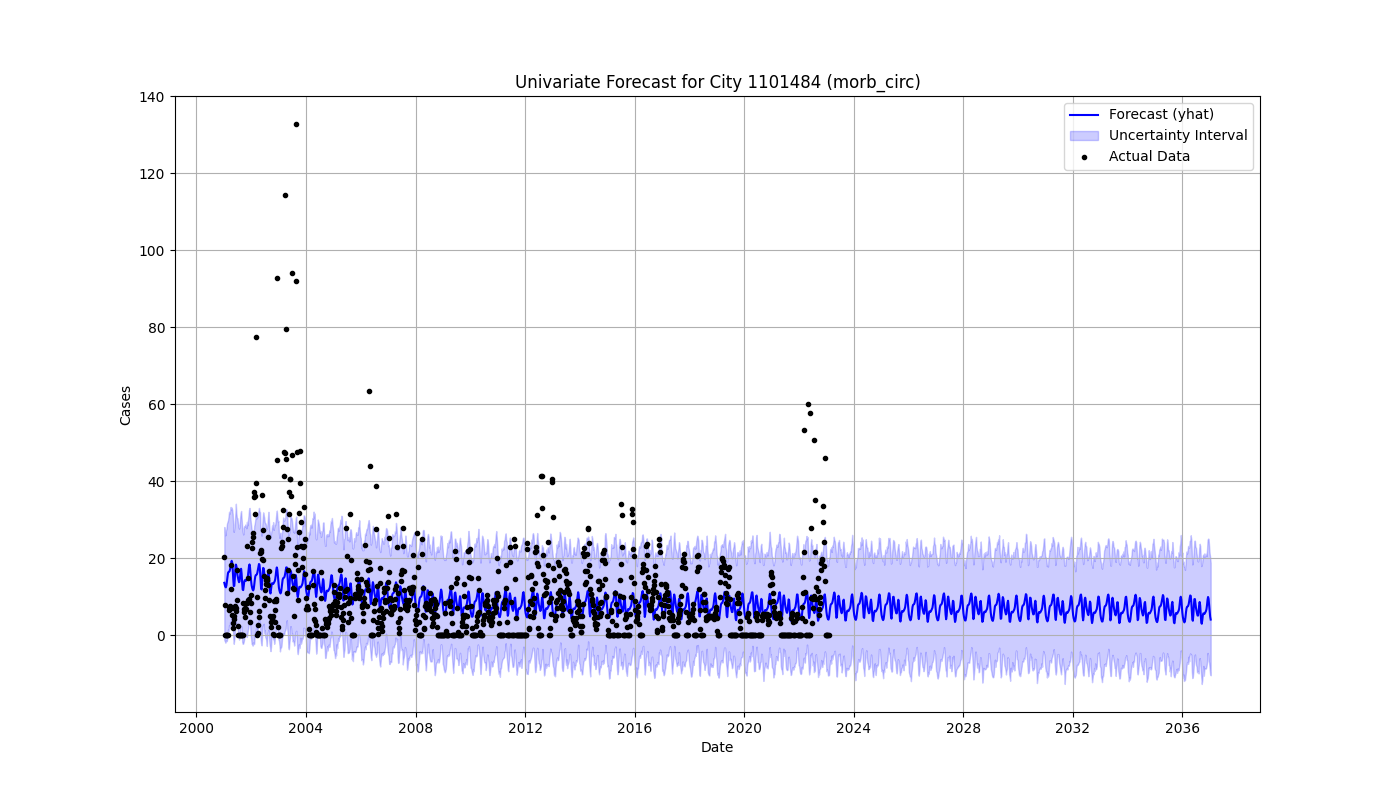 Univariate Forecast for City 1101484 (morb_circ)
Forecast (yhat)
Uncertainty Interval
Actual Data
Cases
140
120
100
80
60
40
20
0
2000 2004 2008 2012 2016 2020 2024 2028 2032 2036
Date